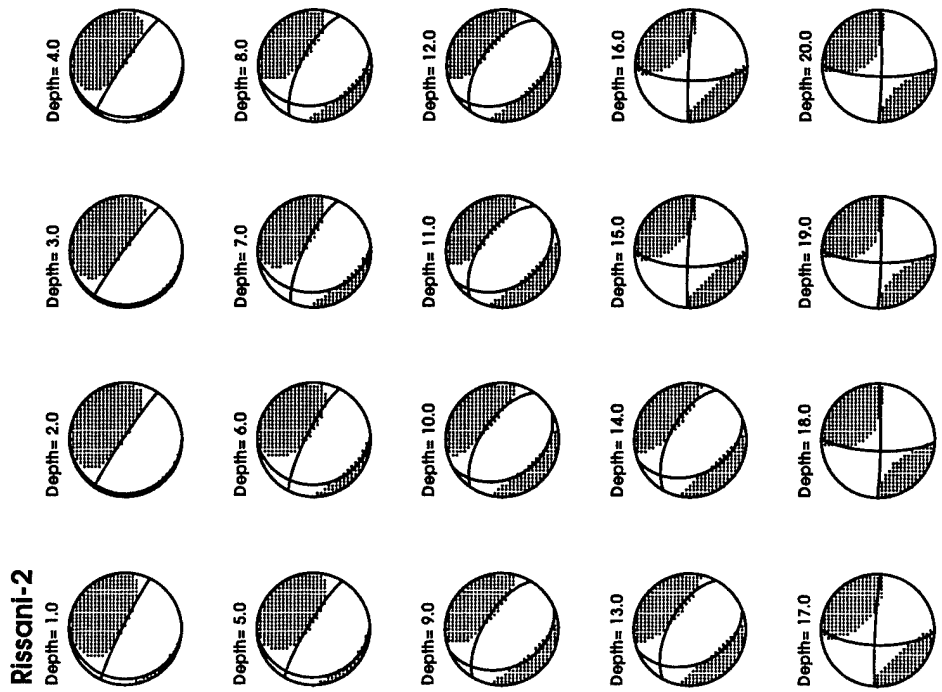 Rissani-2
Depth= 1.0
Depth= 2.0
Depth= 3.0
Depth= 4.0
Depth= 5.0
Depth= 6.0
Depth= 7.0
Depth= 8.0
Depth= 9.0
Depth= 10.0
Depth= 11.0
Depth= 12.0
Depth= 13.0
Depth= 14.0
Depth= 15.0
Depth= 16.0
Depth= 17.0
Depth= 18.0
Depth= 19.0
Depth= 20.0